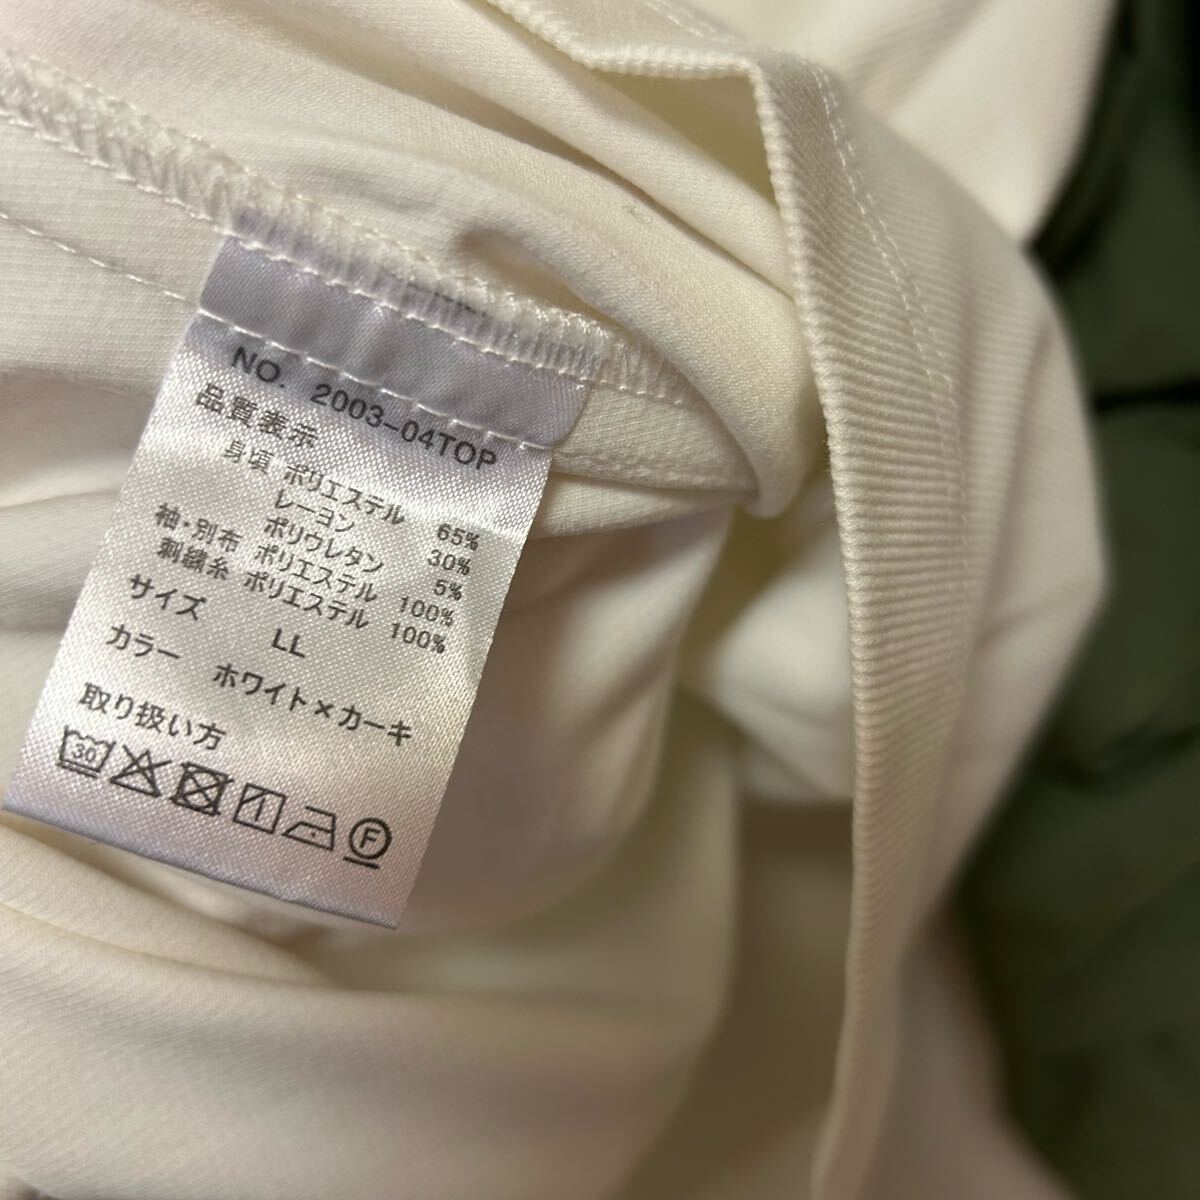 NO. 2003-04TOP
品質表示
身頃 ポリエステル 65%
レーヨン 30%
ポリウレタン 5%
袖・別布 ポリエステル 100%
刺繍糸 ポリエステル 100%
サイズ LL
カラー ホワイト×カーキ
取り扱い方
30 F